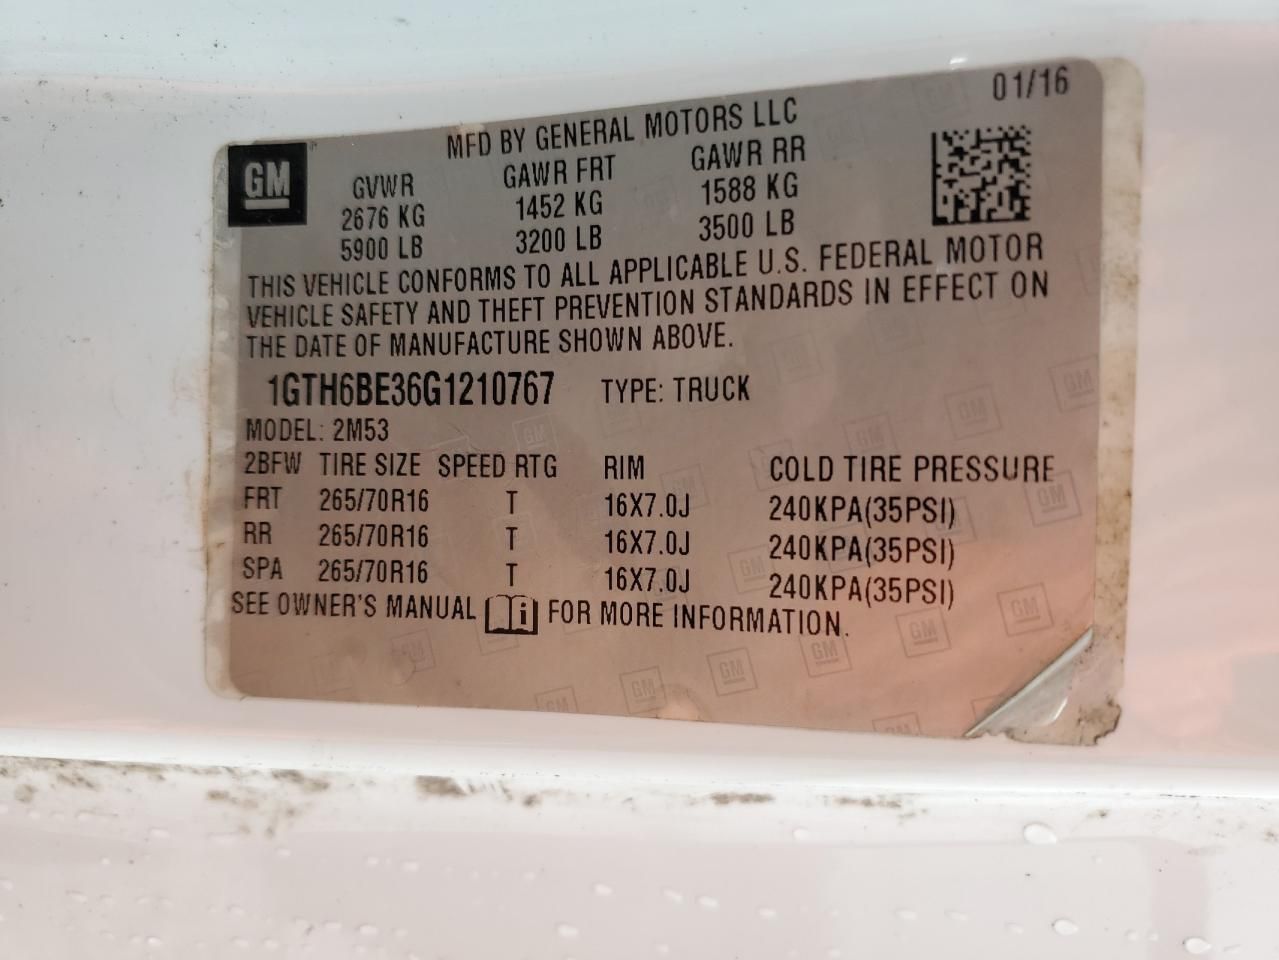 01/16
MFD BY GENERAL MOTORS LLC
GM
GVWR GAWR FRT GAWR RR
2676 KG 1452 KG 1588 KG
5900 LB 3200 LB 3500 LB
THIS VEHICLE CONFORMS TO ALL APPLICABLE U.S. FEDERAL MOTOR
VEHICLE SAFETY AND THEFT PREVENTION STANDARDS IN EFFECT ON
THE DATE OF MANUFACTURE SHOWN ABOVE.
1GTH6BE36G1210767 TYPE: TRUCK
MODEL: 2M53
2BFW TIRE SIZE SPEED RTG RIM COLD TIRE PRESSURE
FRT 265/70R16 T 16X7.0J 240KPA(35PSI)
RR 265/70R16 T 16X7.0J 240KPA(35PSI)
SPA 265/70R16 T 16X7.0J 240KPA(35PSI)
SEE OWNER'S MANUAL i FOR MORE INFORMATION.